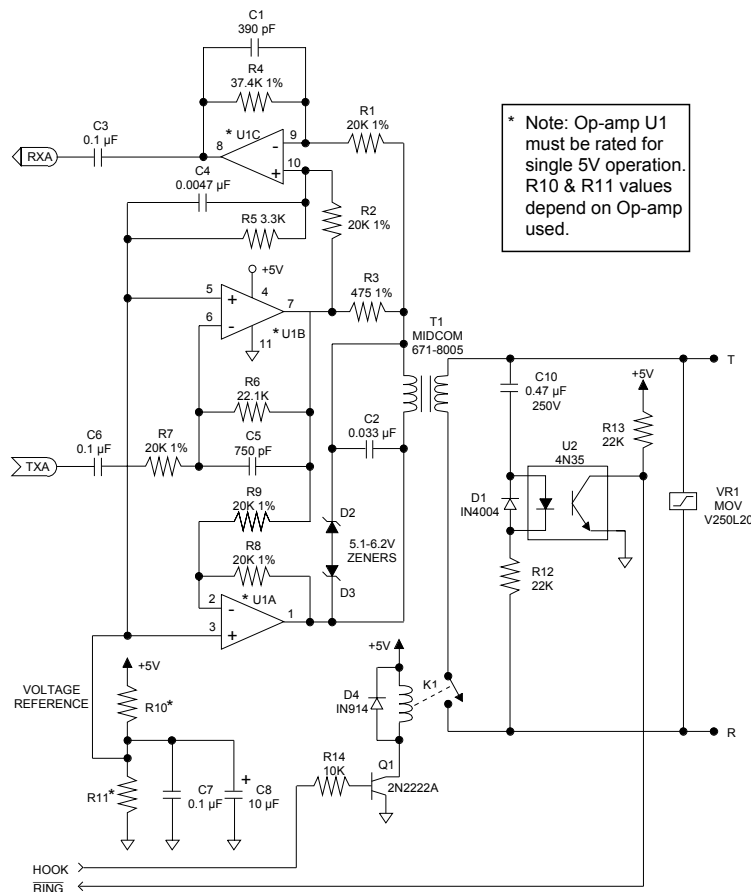 C1
390 pF
R4
37.4K 1%
R1
20K 1%
C3
0.1 µF
RXA
* U1C
8
9
-
10
+
C4
0.0047 µF
R2
20K 1%
R5 3.3K
* Note: Op-amp U1
must be rated for
single 5V operation.
R10 & R11 values
depend on Op-amp
used.
+5V
5
+
4
7
6
-
* U1B
11
R3
475 1%
T1
MIDCOM
671-8005
T
R6
22.1K
C10
0.47 µF
250V
+5V
R13
22K
C6
0.1 µF
R7
20K 1%
C5
750 pF
C2
0.033 µF
U2
4N35
TXA
D1
IN4004
VR1
MOV
V250L20
R9
20K 1%
D2
R8
20K 1%
5.1-6.2V
ZENERS
D3
R12
22K
2
-
* U1A
1
3
+
+5V
+5V
VOLTAGE
REFERENCE
R10*
D4
IN914
K1
R
R11*
C7
0.1 µF
+
C8
10 µF
R14
10K
Q1
2N2222A
HOOK
RING